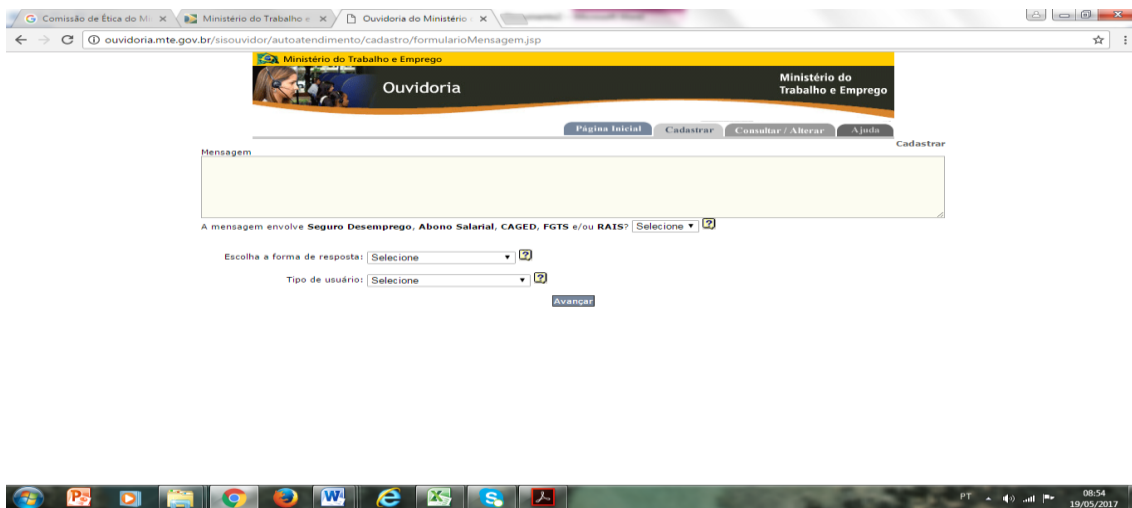 Comissão de Ética do Mi
Ministério do Trabalho e
Ouvidoria do Ministério
ouvidoria.mte.gov.br/sisouvidor/autoatendimento/cadastro/formularioMensagem.jsp
Ministério do Trabalho e Emprego
Ouvidoria
Ministério do
Trabalho e Emprego
Página Inicial Cadastrar Consultar / Alterar Ajuda
Cadastrar
Mensagem
A mensagem envolve Seguro Desemprego, Abono Salarial, CAGED, FGTS e/ou RAIS? Selecione
Escolha a forma de resposta: Selecione
Tipo de usuário: Selecione
Avançar
PT
08:54
19/05/2017